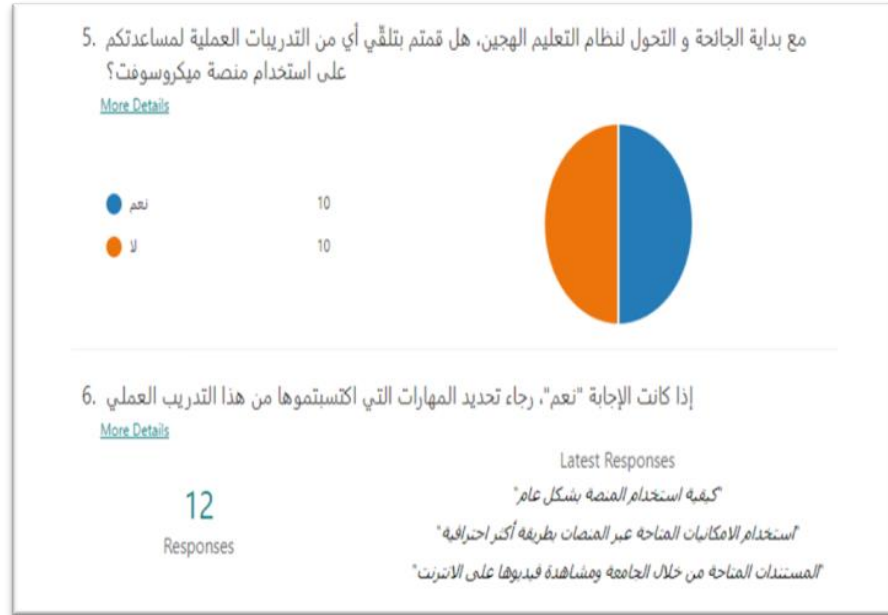 5. مع بداية الجائحة و التحول لنظام التعليم الهجين، هل قمتم بتلقّي أي من التدريبات العملية لمساعدتكم
على استخدام منصة ميكروسوفت؟
More Details
نعم 10
لا 10
6. إذا كانت الإجابة "نعم"، رجاء تحديد المهارات التي اكتسبتموها من هذا التدريب العملي
More Details
Latest Responses
"كيفية استخدام المنصة بشكل عام"
12
"استخدام الامكانيات المتاحة عبر المنصات بطريقة أكثر احترافية"
Responses
"المستندات المتاحة من خلال الجامعة ومشاهدة فيديوها على الانترنت"